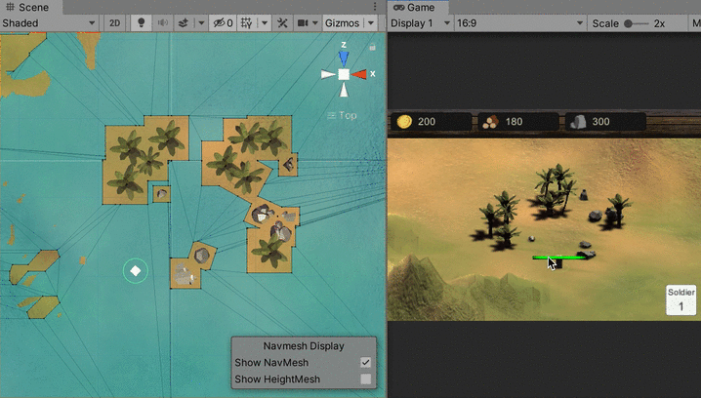 Scene
Shaded
2D
0
Gizmos
z
x
Top
Navmesh Display
Show NavMesh
Show HeightMesh
Game
Display 1
16:9
Scale
2x
M
200
180
300
Soldier
1